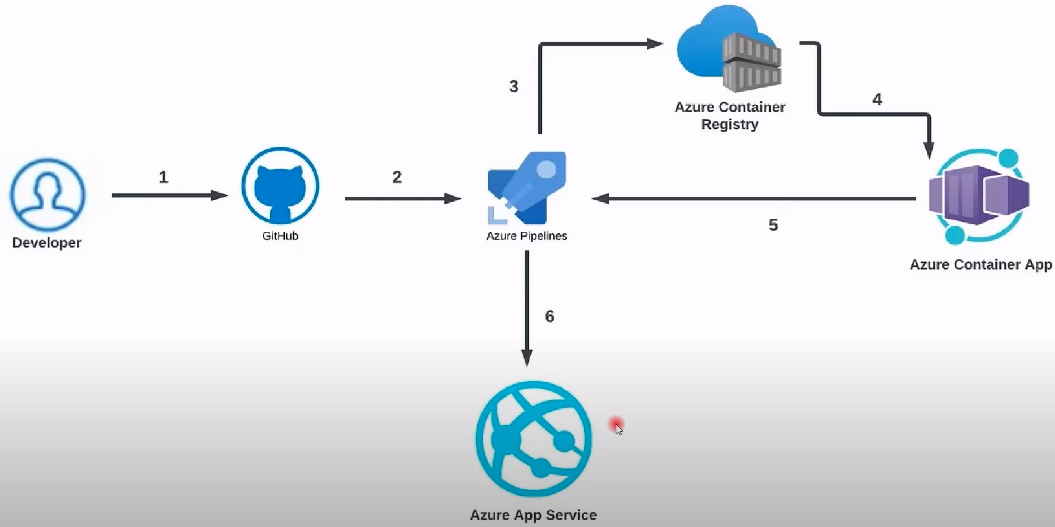 3
Azure Container
Registry
4
1
2
Developer
GitHub
Azure Pipelines
5
Azure Container App
6
Azure App Service